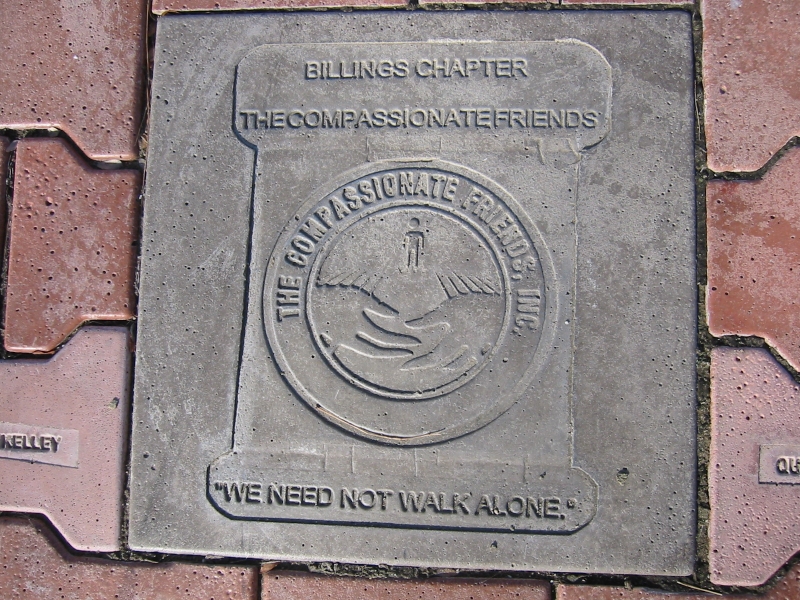 BILLINGS CHAPTER
THE COMPASSIONATE FRIENDS
THE COMPASSIONATE FRIENDS, INC.
"WE NEED NOT WALK ALONE."
KELLEY